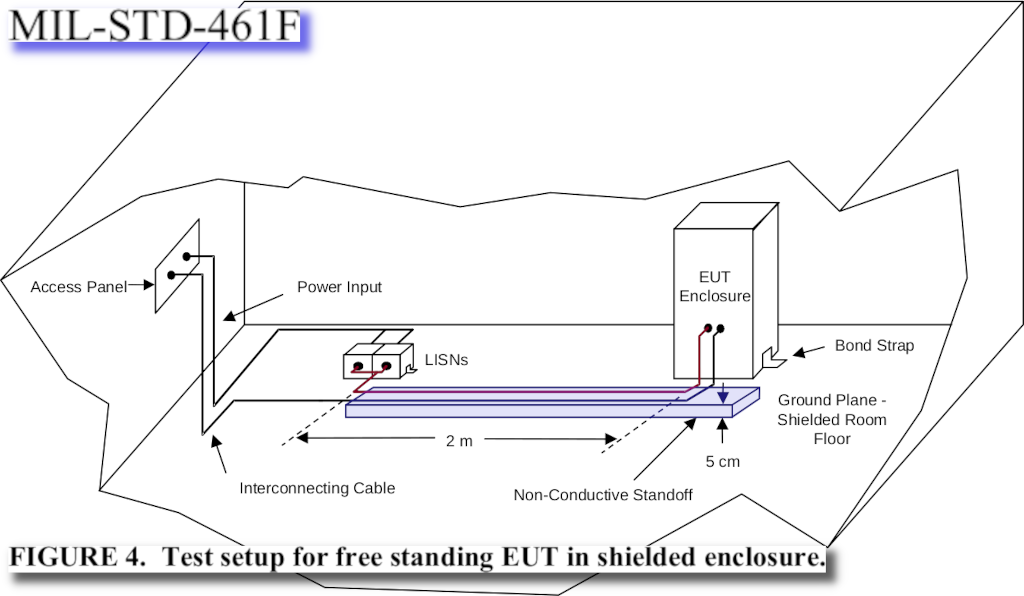 MIL-STD-461F
EUT
Enclosure
Access Panel
Power Input
Bond Strap
LISNs
Ground Plane -
Shielded Room
Floor
2 m
5 cm
Interconnecting Cable
Non-Conductive Standoff
FIGURE 4. Test setup for free standing EUT in shielded enclosure.